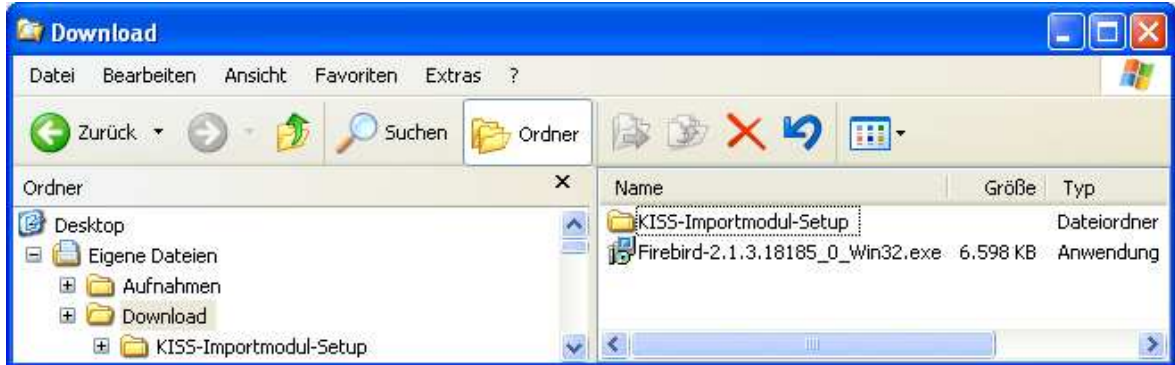 Download
Datei Bearbeiten Ansicht Favoriten Extras ?
Zurück Suchen Ordner
Ordner
Desktop
Eigene Dateien
Aufnahmen
Download
KISS-Importmodul-Setup
Name Größe Typ
KISS-Importmodul-Setup Dateiordner
Firebird-2.1.3.18185_0_Win32.exe 6.598 KB Anwendung